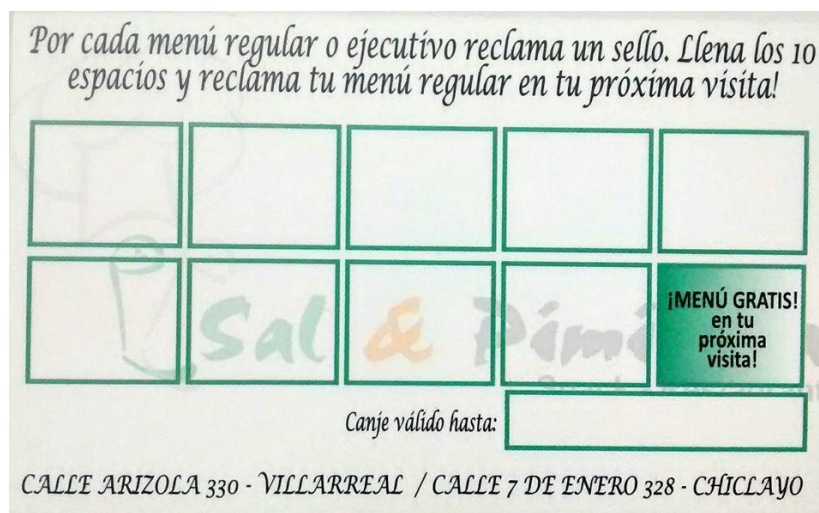 Por cada menú regular o ejecutivo reclama un sello. Llena los 10
espacios y reclama tu menú regular en tu próxima visita!
Sal & Pimi
¡MENÚ GRATIS!
en tu
próxima
visita!
Canje válido hasta:
CALLE ARIZOLA 330 - VILLARREAL / CALLE 7 DE ENERO 328 - CHICLAYO